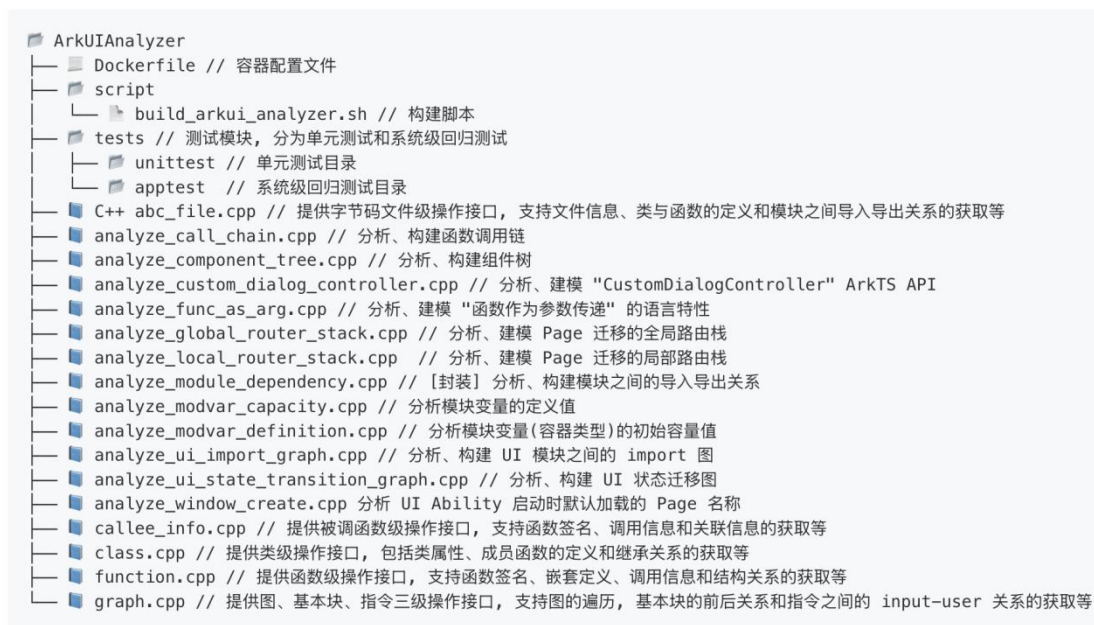 ArkUIAnalyzer
├── Dockerfile // 容器配置文件
├── script
│   └── build_arkui_analyzer.sh // 构建脚本
├── tests // 测试模块, 分为单元测试和系统级回归测试
│   ├── unittest // 单元测试目录
│   └── apptest  // 系统级回归测试目录
├── C++ abc_file.cpp // 提供字节码文件级操作接口, 支持文件信息、类与函数的定义和模块之间导入导出关系的获取等
├── analyze_call_chain.cpp // 分析、构建函数调用链
├── analyze_component_tree.cpp // 分析、构建组件树
├── analyze_custom_dialog_controller.cpp // 分析、建模 "CustomDialogController" ArkTS API
├── analyze_func_as_arg.cpp // 分析、建模 "函数作为参数传递" 的语言特性
├── analyze_global_router_stack.cpp // 分析、建模 Page 迁移的全局路由栈
├── analyze_local_router_stack.cpp  // 分析、建模 Page 迁移的局部路由栈
├── analyze_module_dependency.cpp // [封装] 分析、构建模块之间的导入导出关系
├── analyze_modvar_capacity.cpp // 分析模块变量的定义值
├── analyze_modvar_definition.cpp // 分析模块变量(容器类型)的初始容量值
├── analyze_ui_import_graph.cpp // 分析、构建 UI 模块之间的 import 图
├── analyze_ui_state_transition_graph.cpp // 分析、构建 UI 状态迁移图
├── analyze_window_create.cpp 分析 UI Ability 启动时默认加载的 Page 名称
├── callee_info.cpp // 提供被调函数级操作接口, 支持函数签名、调用信息和关联信息的获取等
├── class.cpp // 提供类级操作接口, 包括类属性、成员函数的定义和继承关系的获取等
├── function.cpp // 提供函数级操作接口, 支持函数签名、嵌套定义、调用信息和结构关系的获取等
└── graph.cpp // 提供图、基本块、指令三级操作接口, 支持图的遍历, 基本块的前后关系和指令之间的 input-user 关系的获取等